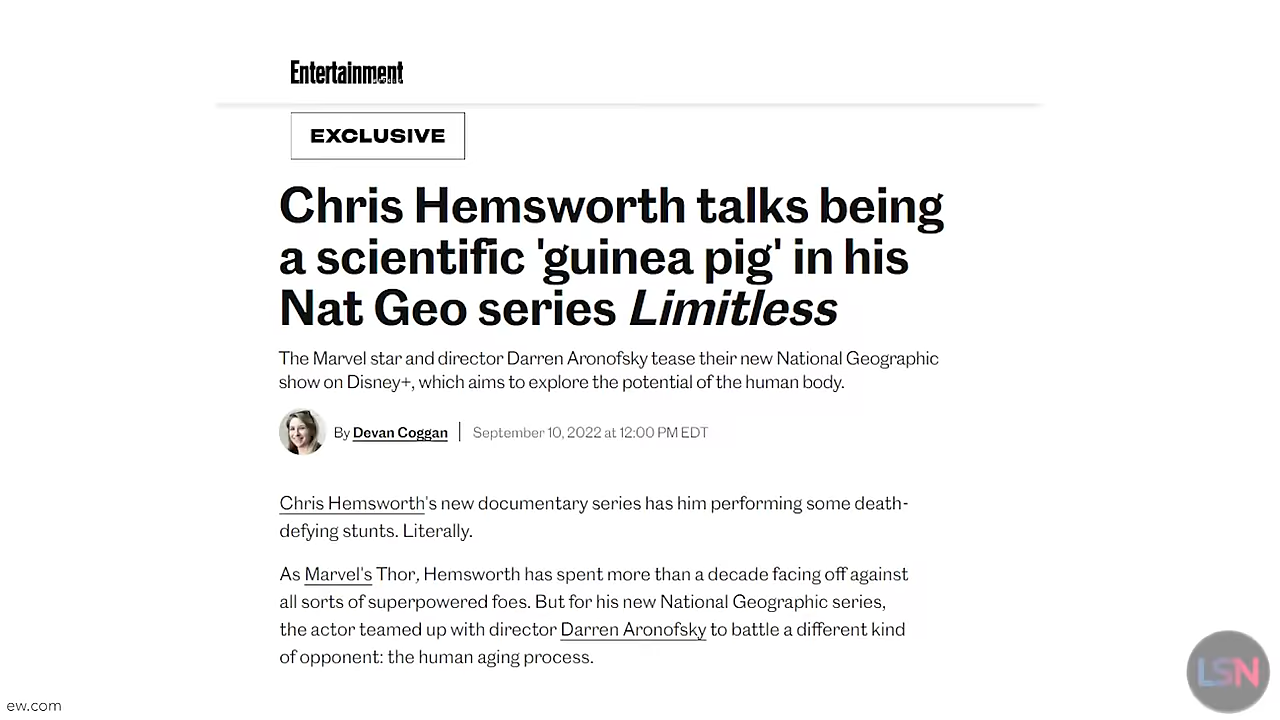 Entertainment
EXCLUSIVE
Chris Hemsworth talks being
a scientific 'guinea pig' in his
Nat Geo series Limitless
The Marvel star and director Darren Aronofsky tease their new National Geographic
show on Disney+, which aims to explore the potential of the human body.
By Devan Coggan | September 10, 2022 at 12:00 PM EDT
Chris Hemsworth's new documentary series has him performing some death-
defying stunts. Literally.
As Marvel's Thor, Hemsworth has spent more than a decade facing off against
all sorts of superpowered foes. But for his new National Geographic series,
the actor teamed up with director Darren Aronofsky to battle a different kind
of opponent: the human aging process.
LSN
ew.com